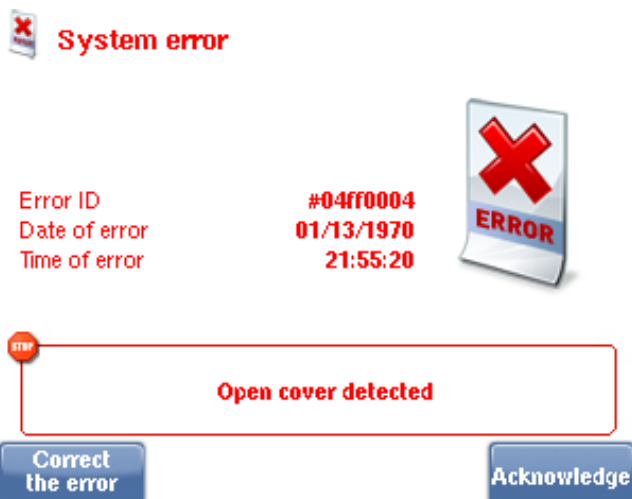 System error
Error ID #04ff0004
Date of error 01/13/1970
Time of error 21:55:20
ERROR
STOP
Open cover detected
Correct
the error
Acknowledge